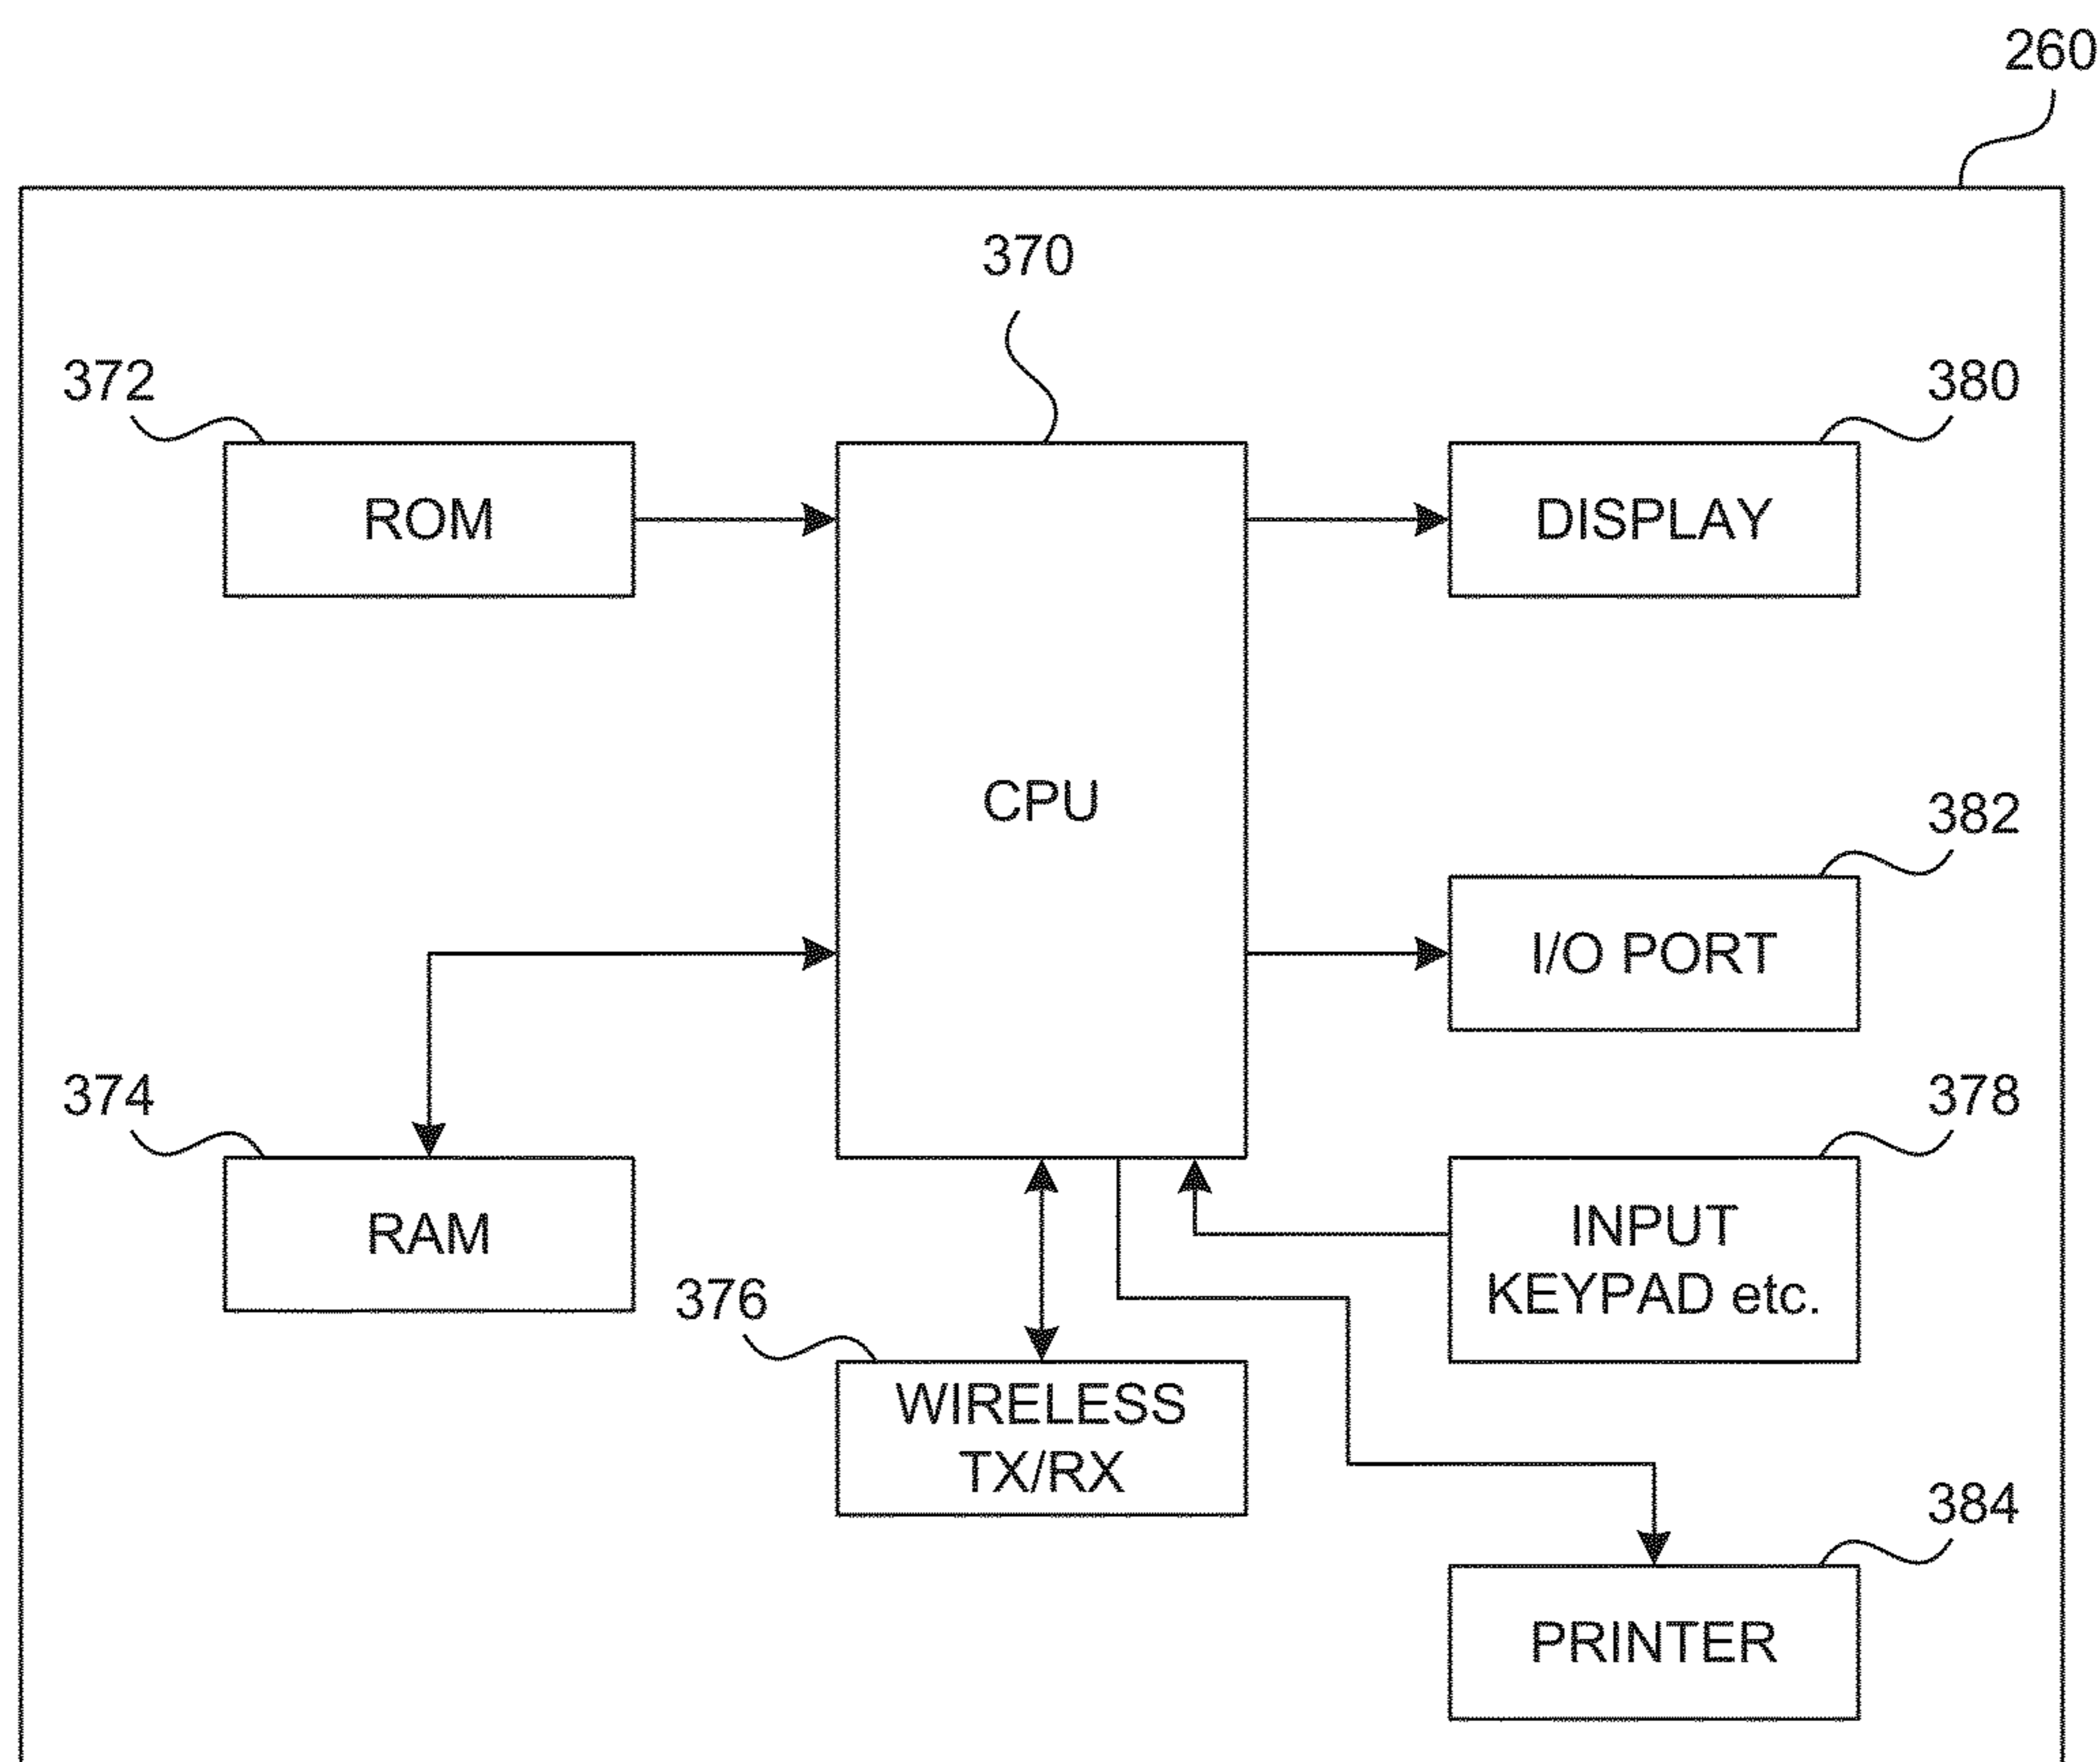 260
370
372
380
ROM
DISPLAY
CPU
382
I/O PORT
374
378
RAM
INPUT
KEYPAD etc.
376
WIRELESS
TX/RX
384
PRINTER